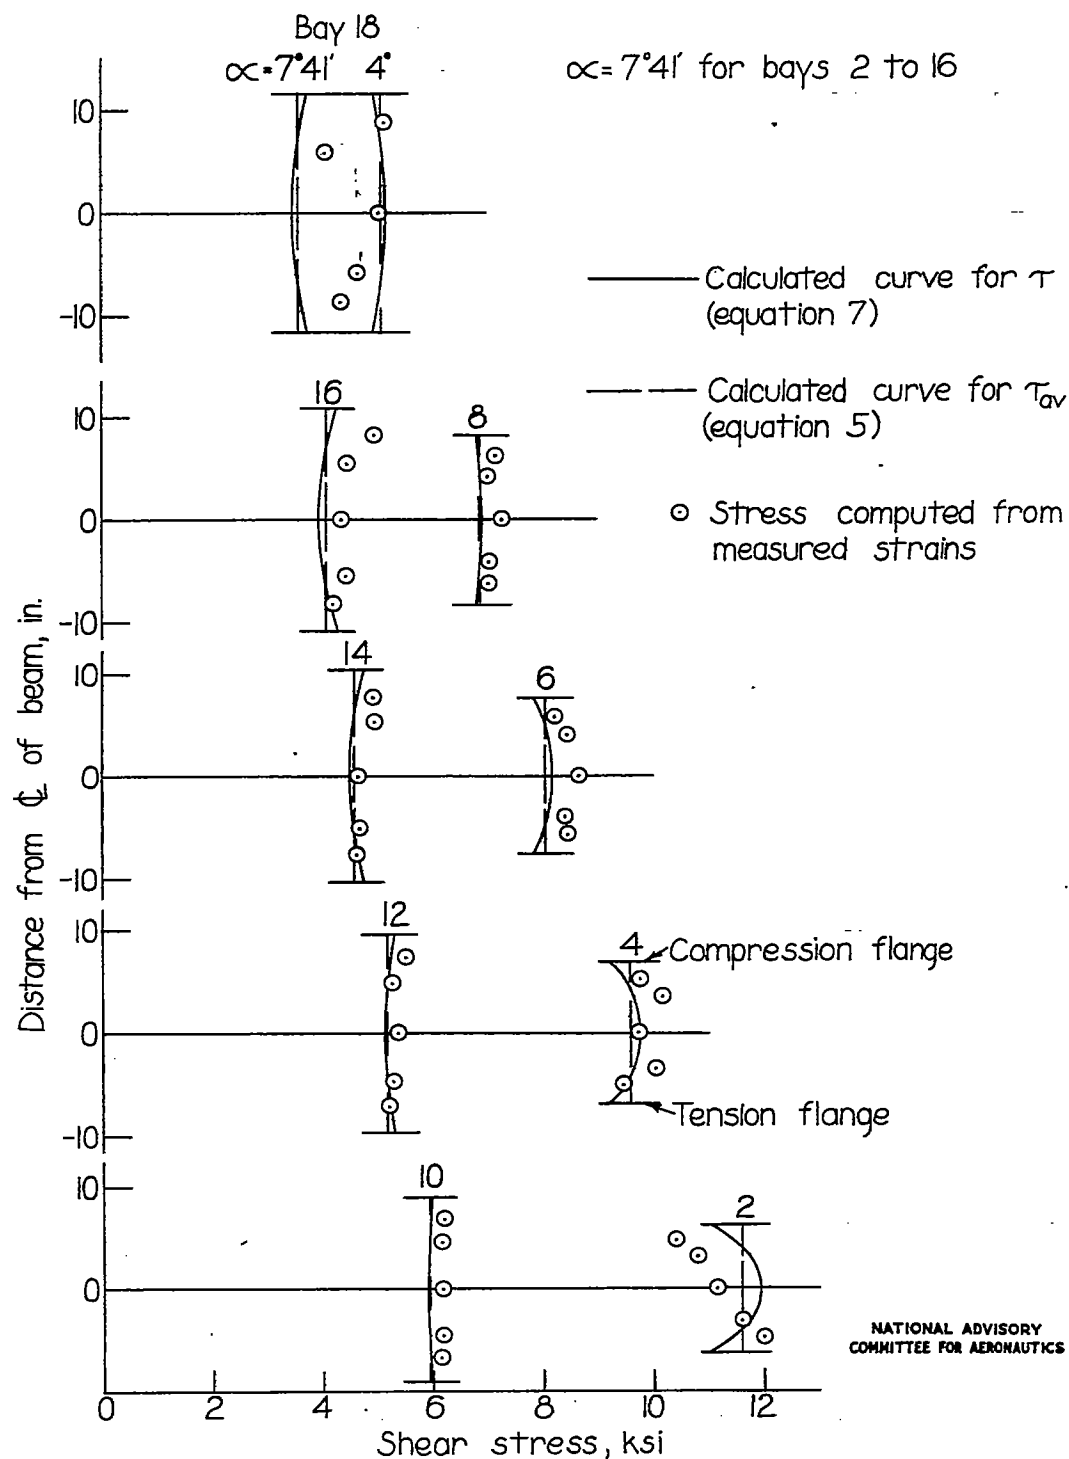 Bay 18
∝=7°41′ 4°
∝= 7°41′ for bays 2 to 16
10
0
-10
Calculated curve for τ
(equation 7)
Calculated curve for τav
(equation 5)
⊙ Stress computed from
measured strains
16
8
10
0
-10
14
6
10
0
-10
Distance from ℄ of beam, in.
12
4
10
0
-10
Compression flange
Tension flange
10
2
10
0
NATIONAL ADVISORY
COMMITTEE FOR AERONAUTICS
0 2 4 6 8 10 12
Shear stress, ksi